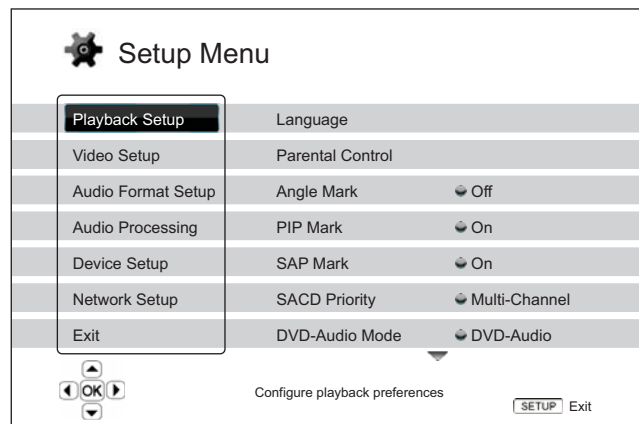 Setup Menu
Playback Setup Language
Video Setup Parental Control
Audio Format Setup Angle Mark Off
Audio Processing PIP Mark On
Device Setup SAP Mark On
Network Setup SACD Priority Multi-Channel
Exit DVD-Audio Mode DVD-Audio
OK Configure playback preferences
SETUP Exit